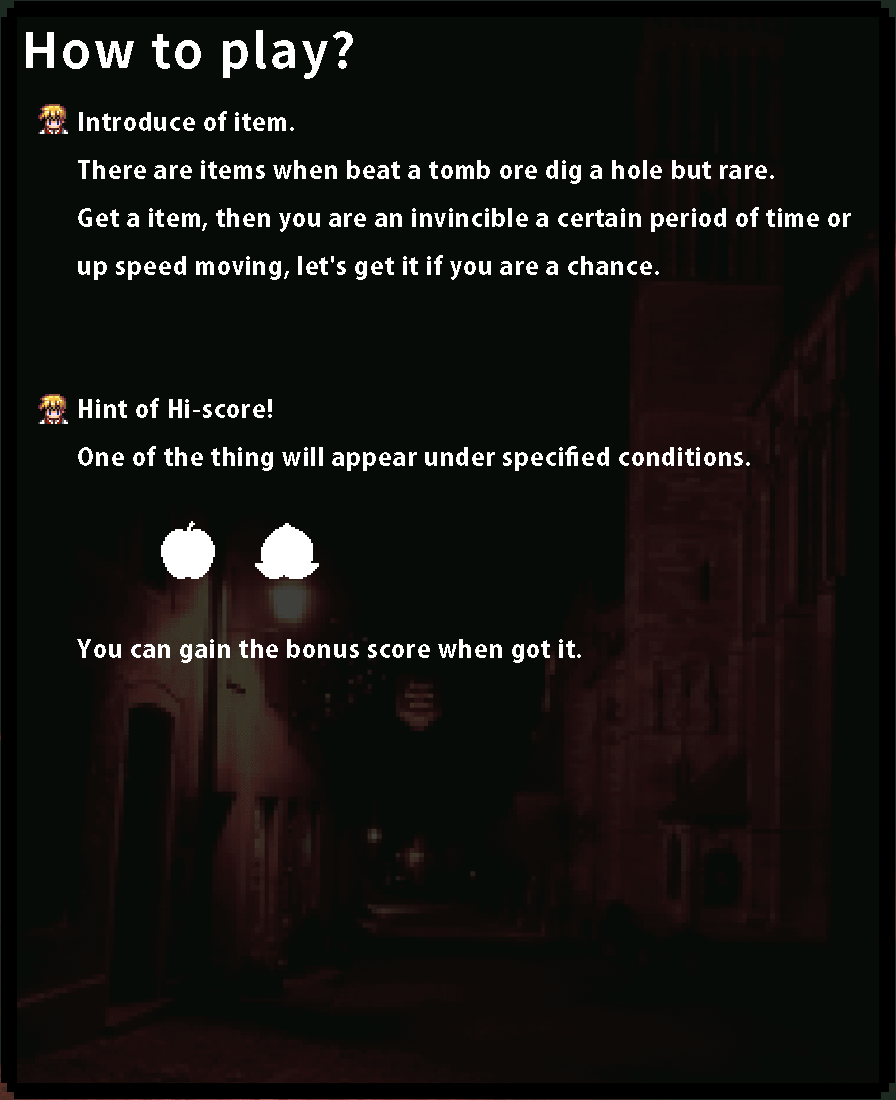 How to play?
Introduce of item.
There are items when beat a tomb ore dig a hole but rare.
Get a item, then you are an invincible a certain period of time or
up speed moving, let's get it if you are a chance.
Hint of Hi-score!
One of the thing will appear under specified conditions.
You can gain the bonus score when got it.